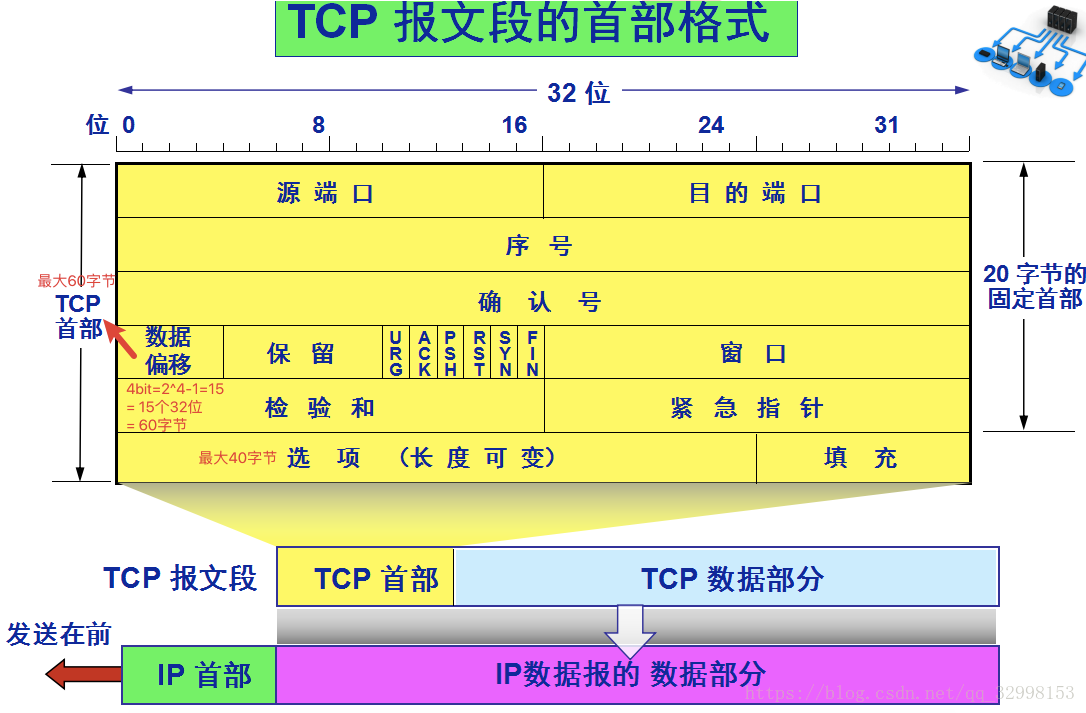 TCP 报文段的首部格式
32 位
位 0 8 16 24 31
源 端 口
目 的 端 口
序 号
最大60字节
TCP
首部
确 认 号
20 字节的
固定首部
数据
偏移
保 留
URG
ACK
PSH
RST
SYN
FIN
窗 口
4bit=2^4-1=15
= 15个32位
= 60字节
检 验 和
紧 急 指 针
最大40字节
选 项 （长 度 可 变）
填 充
TCP 报文段
TCP 首部
TCP 数据部分
发送在前
IP 首部
IP数据报的 数据部分
https://blog.csdn.net/qq_32998153